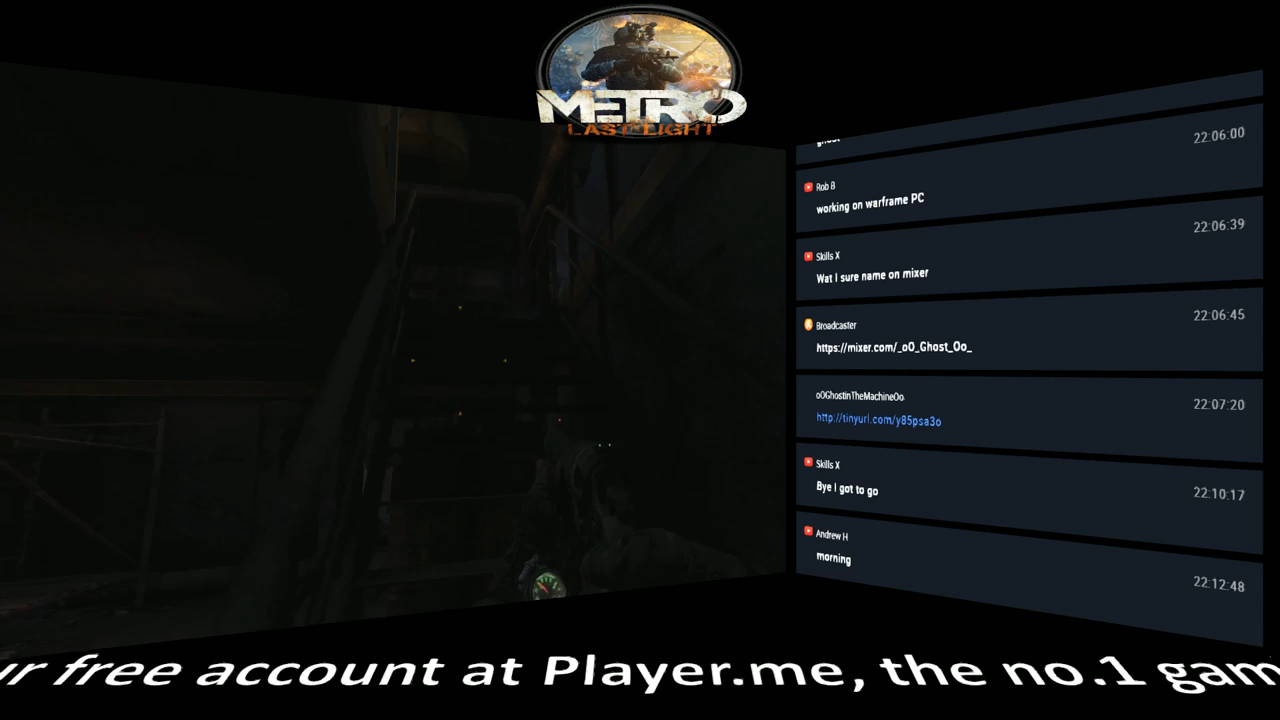 METRO
LAST LIGHT
ghost
22:06:00
Rob B
working on warframe PC
22:06:39
Skills X
Wat I sure name on mixer
22:06:45
Broadcaster
https://mixer.com/_oO_Ghost_Oo_
22:07:20
oOGhostinTheMachineOo
http://tinyurl.com/y85psa3o
22:10:17
Skills X
Bye I got to go
22:12:48
Andrew H
morning
ur free account at Player.me, the no.1 gam